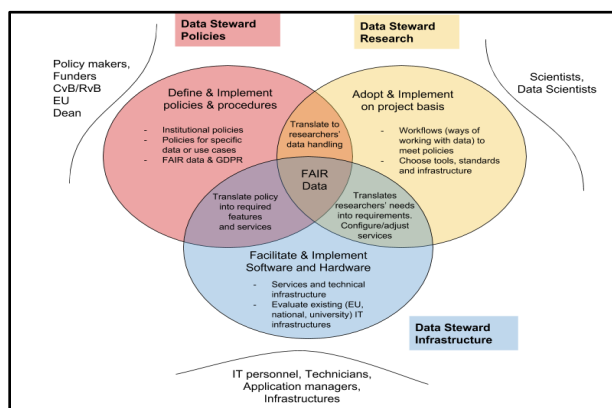 Data Steward
Policies
Data Steward
Research
Policy makers,
Funders
CvB/RvB
EU
Dean
Scientists,
Data Scientists
Define & Implement
policies & procedures
- Institutional policies
- Policies for specific
data or use cases
- FAIR data & GDPR
Translate to
researchers'
data handling
Adopt & Implement
on project basis
- Workflows (ways of
working with data) to
meet policies
- Choose tools, standards
and infrastructure
FAIR
Data
Translate policy
into required
features
and services
Translates
researchers' needs
into requirements.
Configure/adjust
services
Facilitate & Implement
Software and Hardware
- Services and technical
infrastructure
- Evaluate existing (EU,
national, university) IT
infrastructures
Data Steward
Infrastructure
IT personnel, Technicians,
Application managers,
Infrastructures